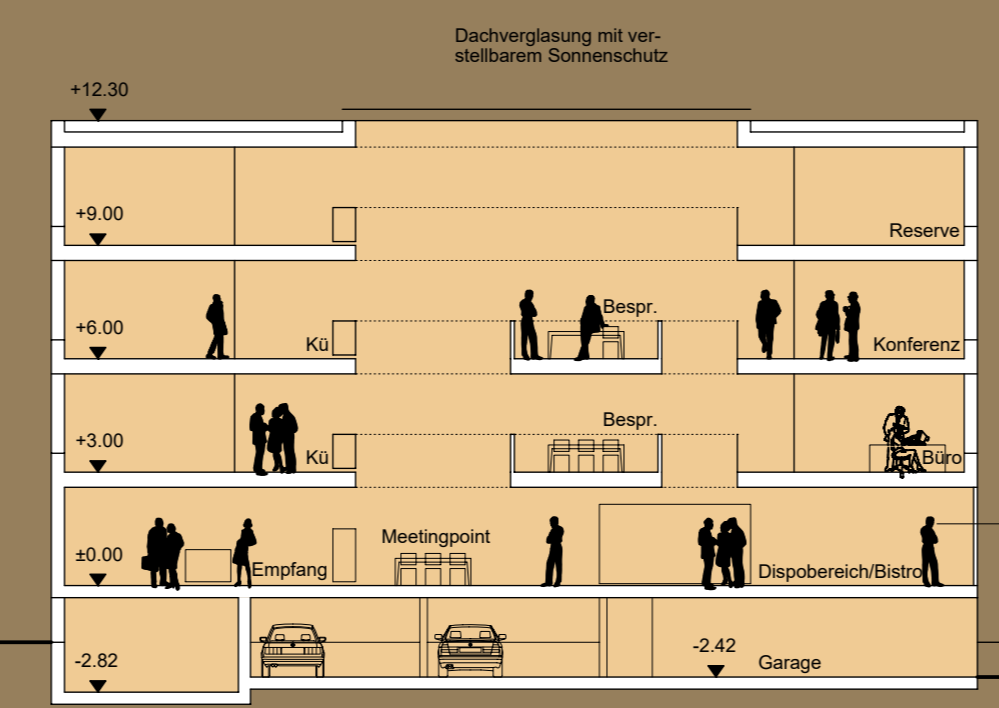 Dachverglasung mit ver-
stellbarem Sonnenschutz
+12.30
+9.00
Reserve
+6.00
Kü
Bespr.
Konferenz
+3.00
Kü
Bespr.
Büro
±0.00
Empfang
Meetingpoint
Dispobereich/Bistro
-2.82
-2.42
Garage